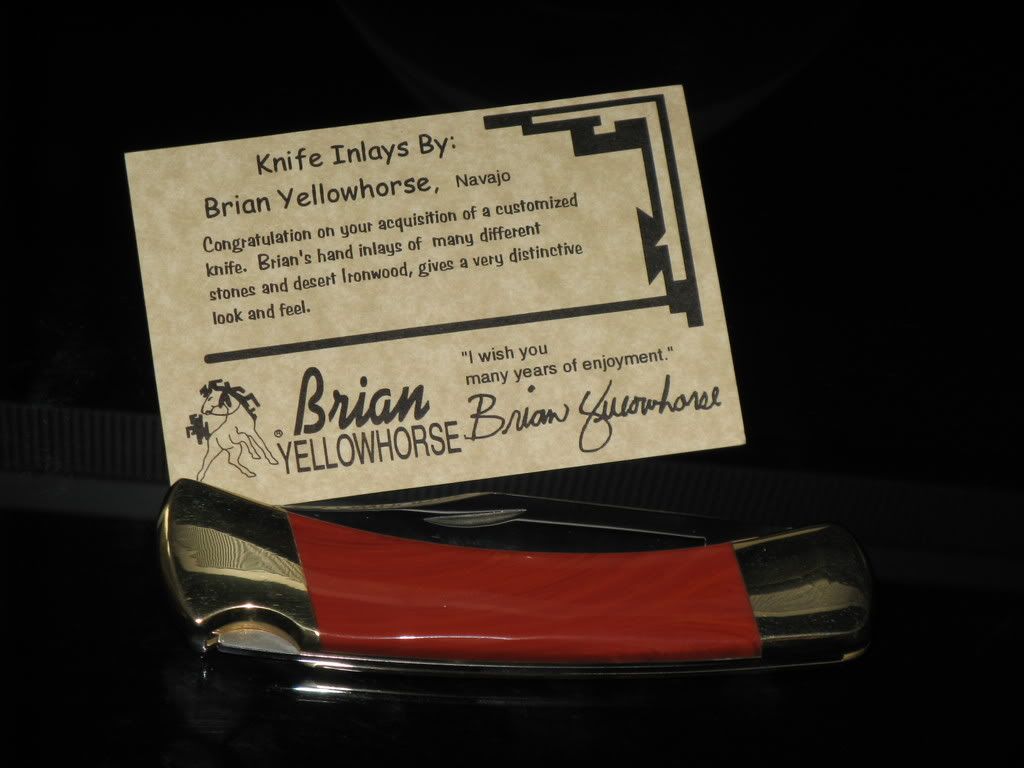 Knife Inlays By:
Brian Yellowhorse, Navajo
Congratulation on your acquisition of a customized
knife. Brian's hand inlays of many different
stones and desert Ironwood, gives a very distinctive
look and feel.
"I wish you
many years of enjoyment."
® Brian
YELLOWHORSE
Brian Yellowhorse